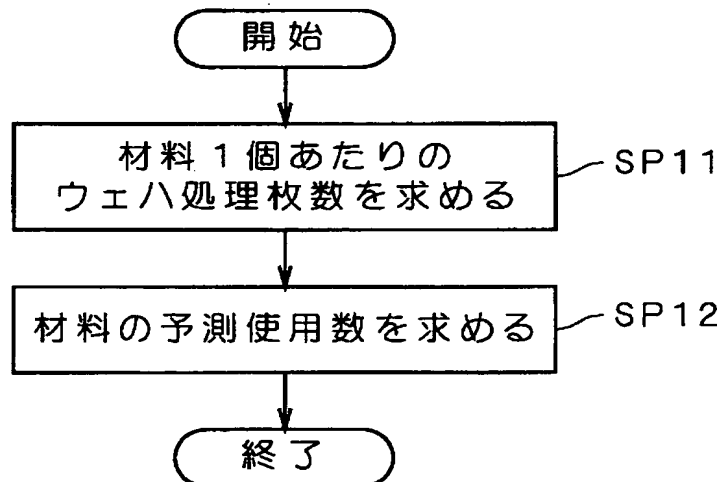 開始
材料1個あたりの
ウェハ処理枚数を求める
SP11
材料の予測使用数を求める
SP12
終了